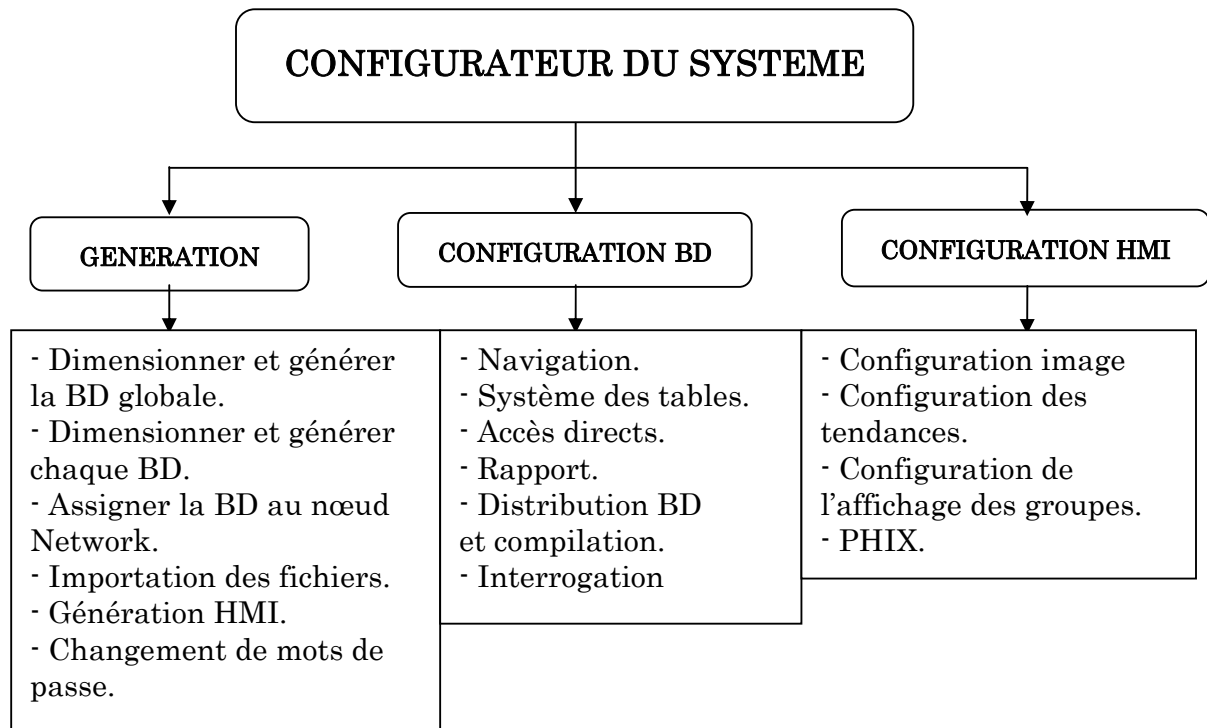 CONFIGURATEUR DU SYSTEME
GENERATION
CONFIGURATION BD
CONFIGURATION HMI
- Dimensionner et générer
la BD globale.
- Dimensionner et générer
chaque BD.
- Assigner la BD au nœud
Network.
- Importation des fichiers.
- Génération HMI.
- Changement de mots de
passe.
- Navigation.
- Système des tables.
- Accès directs.
- Rapport.
- Distribution BD
et compilation.
- Interrogation
- Configuration image
- Configuration des
tendances.
- Configuration de
l'affichage des groupes.
- PHIX.